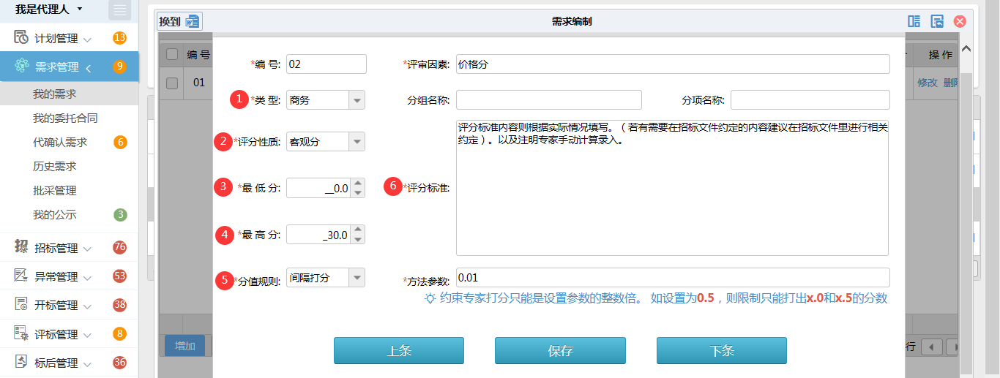 我是代理人
计划管理 13
需求管理 9
我的需求
我的委托合同
代确认需求 6
历史需求
批采管理
我的公示 3
招标管理 76
异常管理 53
开标管理 38
评标管理 8
标后管理 36
换到
需求编制
编号
操作
01
修改 删除
*编 号: 02
*评审因素: 价格分
1 *类 型: 商务
分组名称:
分项名称:
2 *评分性质: 客观分
3 *最 低 分: __0.0
4 *最 高 分: _30.0
5 *分值规则: 间隔打分
6 *评分标准:
评分标准内容则根据实际情况填写。（若有需要在招标文件约定的内容建议在招标文件里进行相关
约定）。以及注明专家手动计算录入。
*方法参数: 0.01
约束专家打分只能是设置参数的整数倍。 如设置为0.5，则限制只能打出x.0和x.5的分数
增加
行
上条
保存
下条